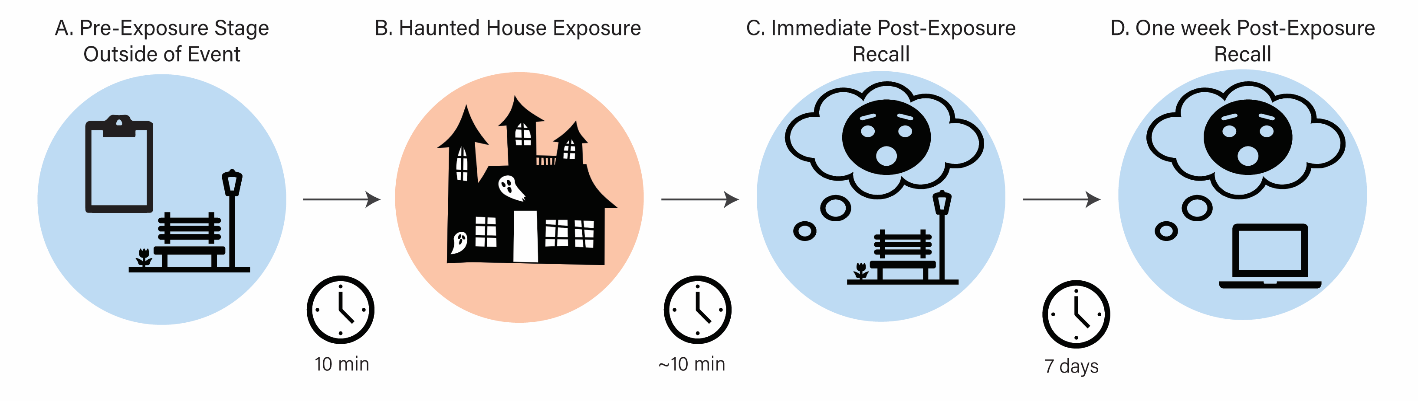 A. Pre-Exposure Stage
Outside of Event
B. Haunted House Exposure
C. Immediate Post-Exposure
Recall
D. One week Post-Exposure
Recall
10 min
~10 min
7 days